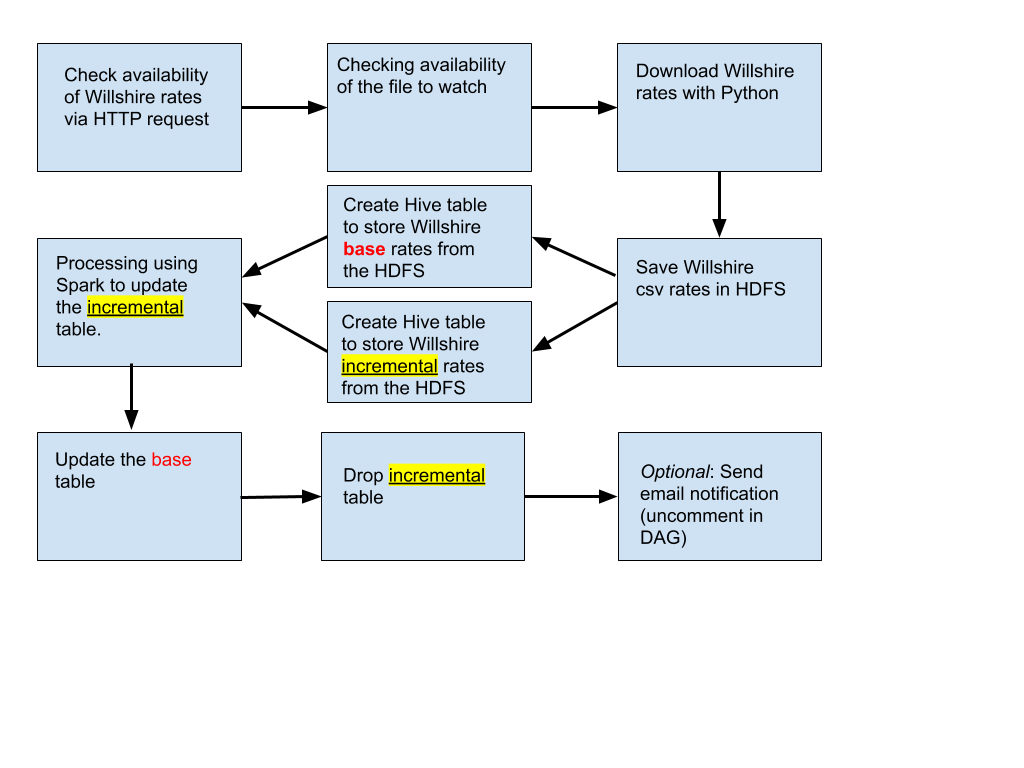 Check availability
of Willshire rates
via HTTP request
Checking availability
of the file to watch
Download Willshire
rates with Python
Save Willshire
csv rates in HDFS
Create Hive table
to store Willshire
base rates from
the HDFS
Create Hive table
to store Willshire
incremental rates
from the HDFS
Processing using
Spark to update
the incremental
table.
Update the base
table
Drop incremental
table
Optional: Send
email notification
(uncomment in
DAG)